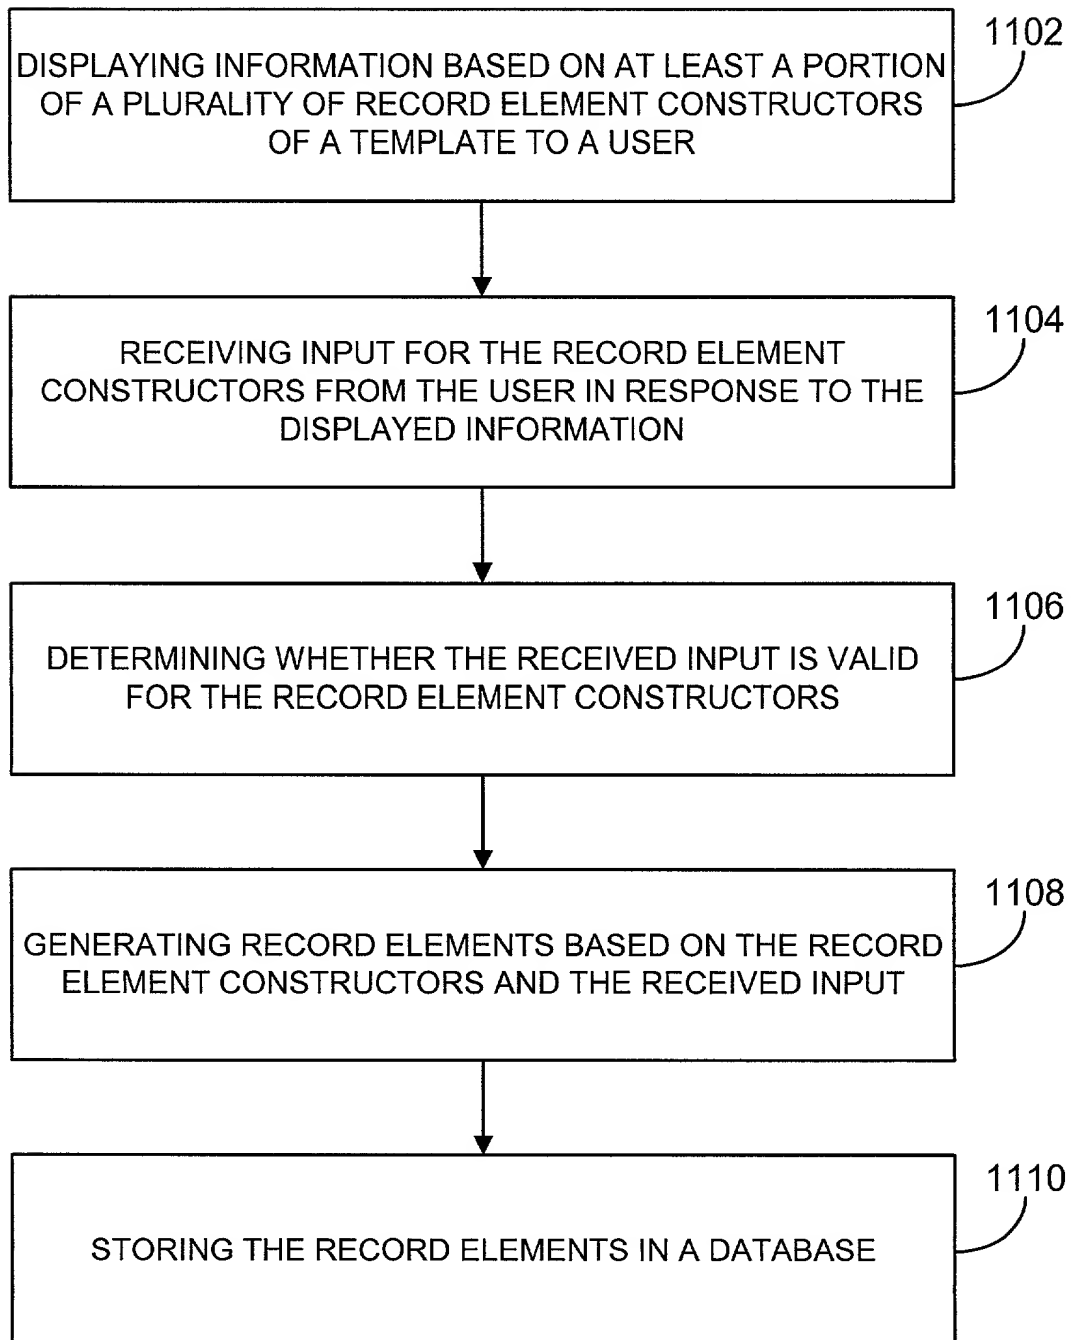 1102
DISPLAYING INFORMATION BASED ON AT LEAST A PORTION
OF A PLURALITY OF RECORD ELEMENT CONSTRUCTORS
OF A TEMPLATE TO A USER
1104
RECEIVING INPUT FOR THE RECORD ELEMENT
CONSTRUCTORS FROM THE USER IN RESPONSE TO THE
DISPLAYED INFORMATION
1106
DETERMINING WHETHER THE RECEIVED INPUT IS VALID
FOR THE RECORD ELEMENT CONSTRUCTORS
1108
GENERATING RECORD ELEMENTS BASED ON THE RECORD
ELEMENT CONSTRUCTORS AND THE RECEIVED INPUT
1110
STORING THE RECORD ELEMENTS IN A DATABASE